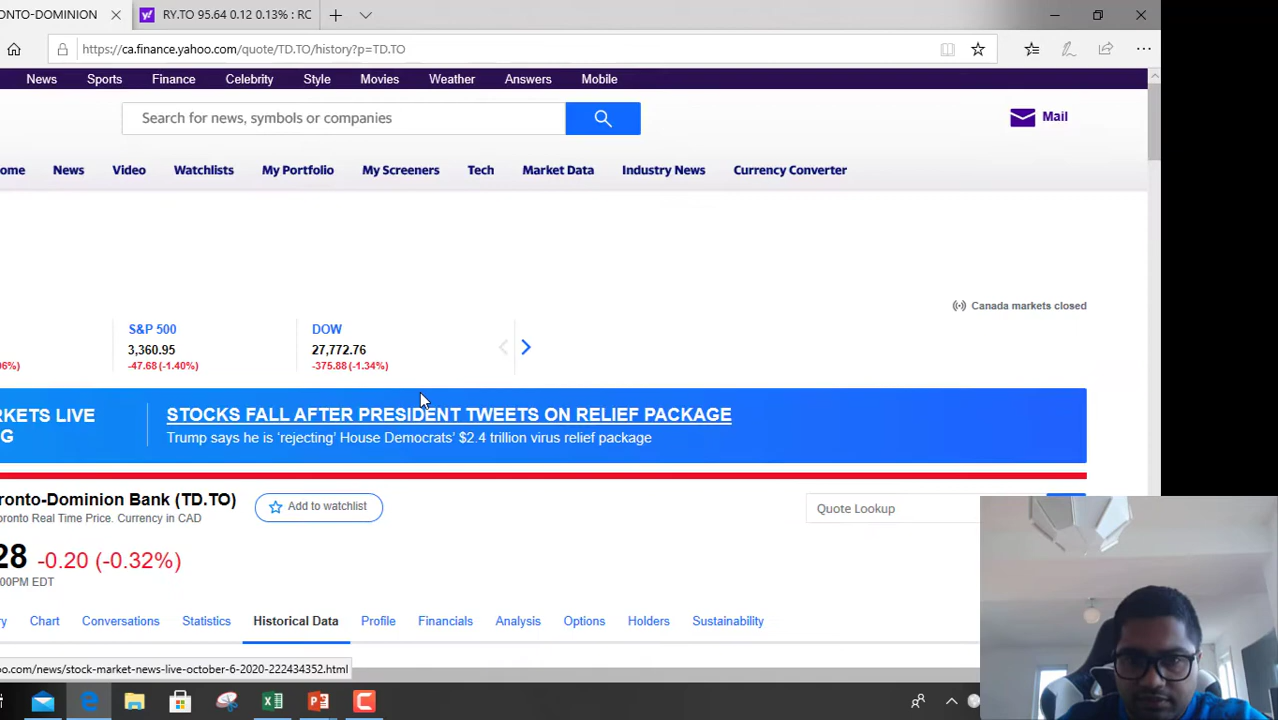 ONTO-DOMINION
RY.TO 95.64 0.12 0.13% : RC
https://ca.finance.yahoo.com/quote/TD.TO/history?p=TD.TO
News Sports Finance Celebrity Style Movies Weather Answers Mobile
Search for news, symbols or companies
Mail
ome News Video Watchlists My Portfolio My Screeners Tech Market Data Industry News Currency Converter
Canada markets closed
S&P 500 DOW
3,360.95 27,772.76
06%) -47.68 (-1.40%) -375.88 (-1.34%)
RKETS LIVE STOCKS FALL AFTER PRESIDENT TWEETS ON RELIEF PACKAGE
G Trump says he is 'rejecting' House Democrats' $2.4 trillion virus relief package
ronto-Dominion Bank (TD.TO) Add to watchlist
oronto Real Time Price. Currency in CAD
Quote Lookup
28 -0.20 (-0.32%)
:00PM EDT
ry Chart Conversations Statistics Historical Data Profile Financials Analysis Options Holders Sustainability
oo.com/news/stock-market-news-live-october-6-2020-222434352.html